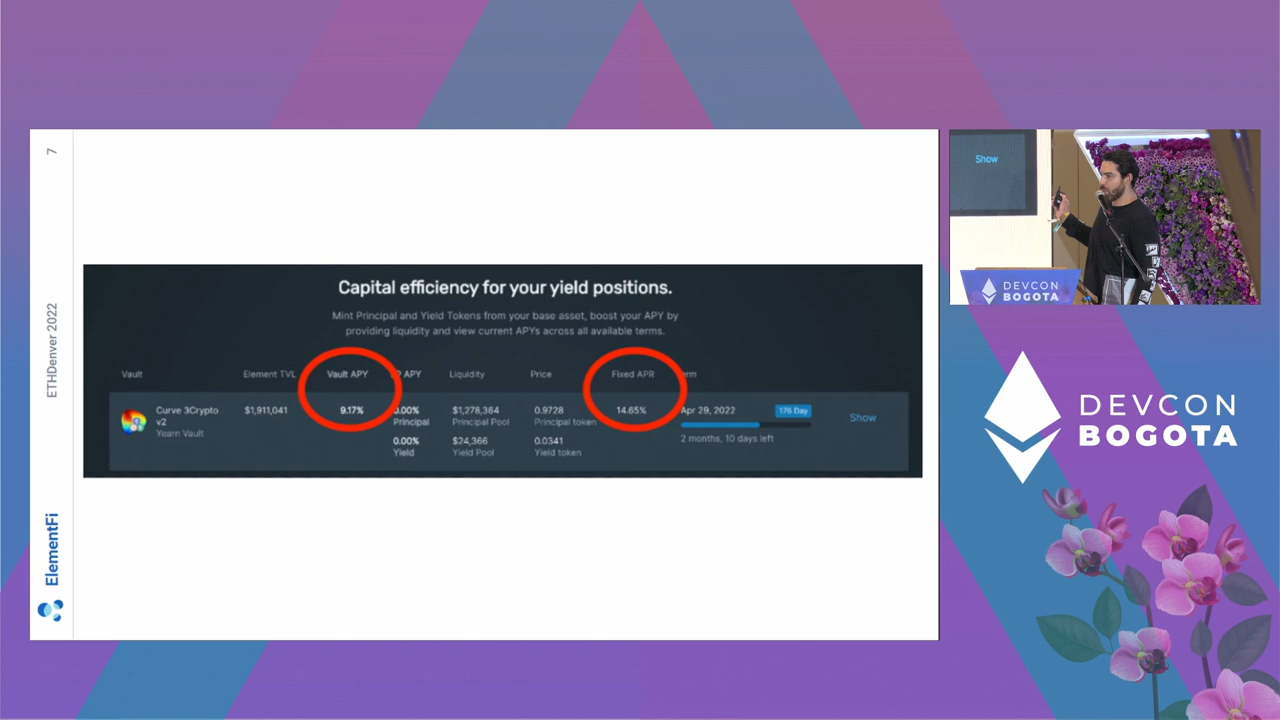 7
ETHDenver 2022
ElementFi
Capital efficiency for your yield positions.
Mint Principal and Yield Tokens from your base asset, boost your APY by
providing liquidity and view current APYs across all available terms.
Vault Element TVL Vault APY APY Liquidity Price Fixed APR
Curve 3Crypto
v2
Yearn Vault
$1,911,041
9.17%
0.00%
Principal
0.00%
Yield
$1,278,364
Principal Pool
$24,366
Yield Pool
0.9728
Principal token
0.0341
Yield token
14.65%
Apr 29, 2022 176 Day
2 months, 10 days left
Show
Show
DEVCON
BOGOTA
DEVCON
BOGOTA